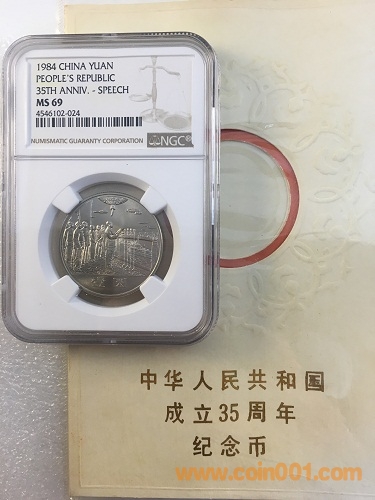 1984 CHINA YUAN
PEOPLE'S REPUBLIC
35TH ANNIV. - SPEECH
MS 69
4546102-024
NUMISMATIC GUARANTY CORPORATION
NGC
中华人民共和国
成立35周年
纪念币
www.coin001.com